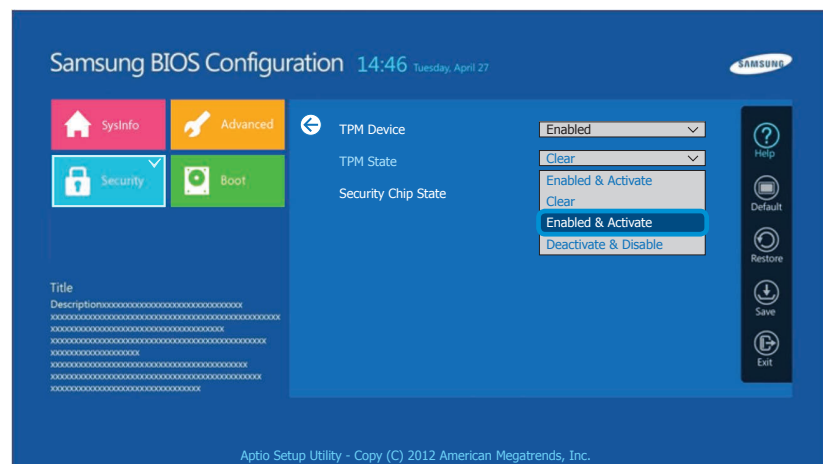 Samsung BIOS Configuration 14:46 Tuesday, April 27
SAMSUNG
SysInfo
Advanced
Security
Boot
TPM Device
Enabled
TPM State
Clear
Security Chip State
Enabled & Activate
Clear
Enabled & Activate
Deactivate & Disable
Help
Default
Restore
Save
Exit
Title
Descriptionxxxxxxxxxxxxxxxxxxxxxxxxxxxxxx
Aptio Setup Utility - Copy (C) 2012 American Megatrends, Inc.